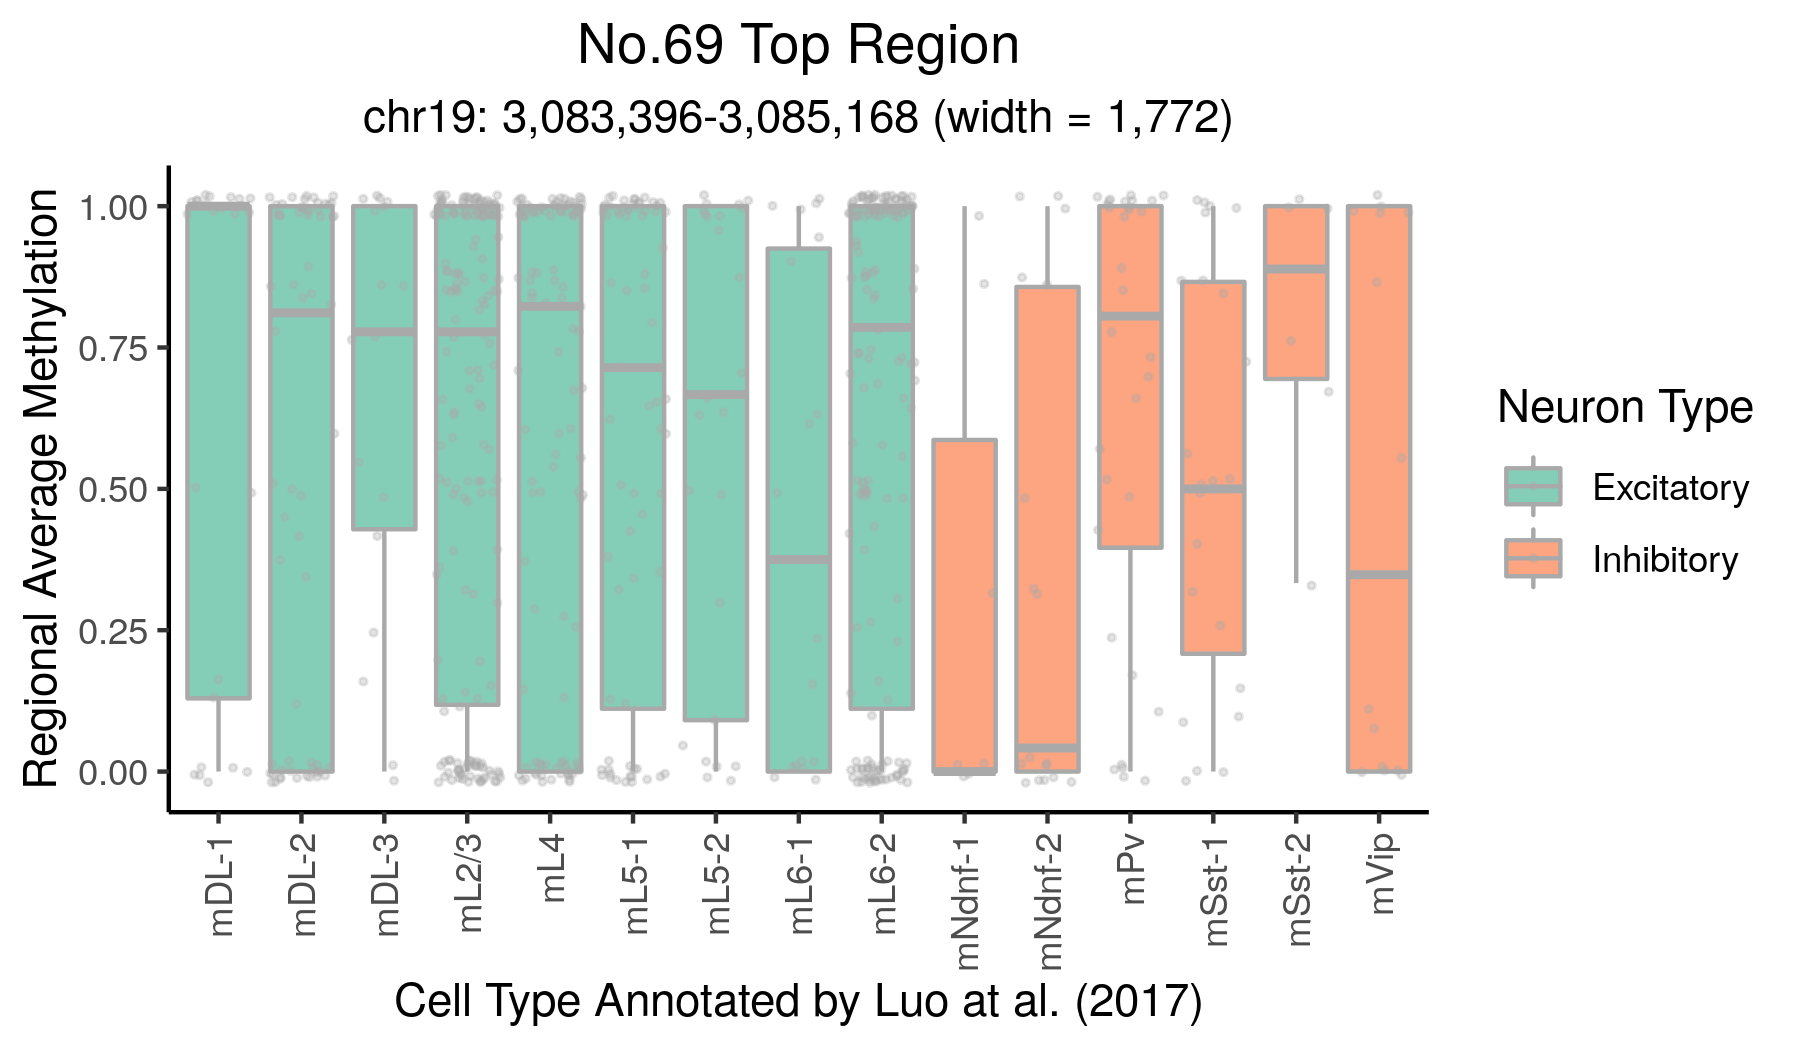 No.69 Top Region
chr19: 3,083,396-3,085,168 (width = 1,772)
Regional Average Methylation
1.00
0.75
0.50
0.25
0.00
mDL-1
mDL-2
mDL-3
mL2/3
mL4
mL5-1
mL5-2
mL6-1
mL6-2
mNdnf-1
mNdnf-2
mPv
mSst-1
mSst-2
mVip
Cell Type Annotated by Luo at al. (2017)
Neuron Type
Excitatory
Inhibitory